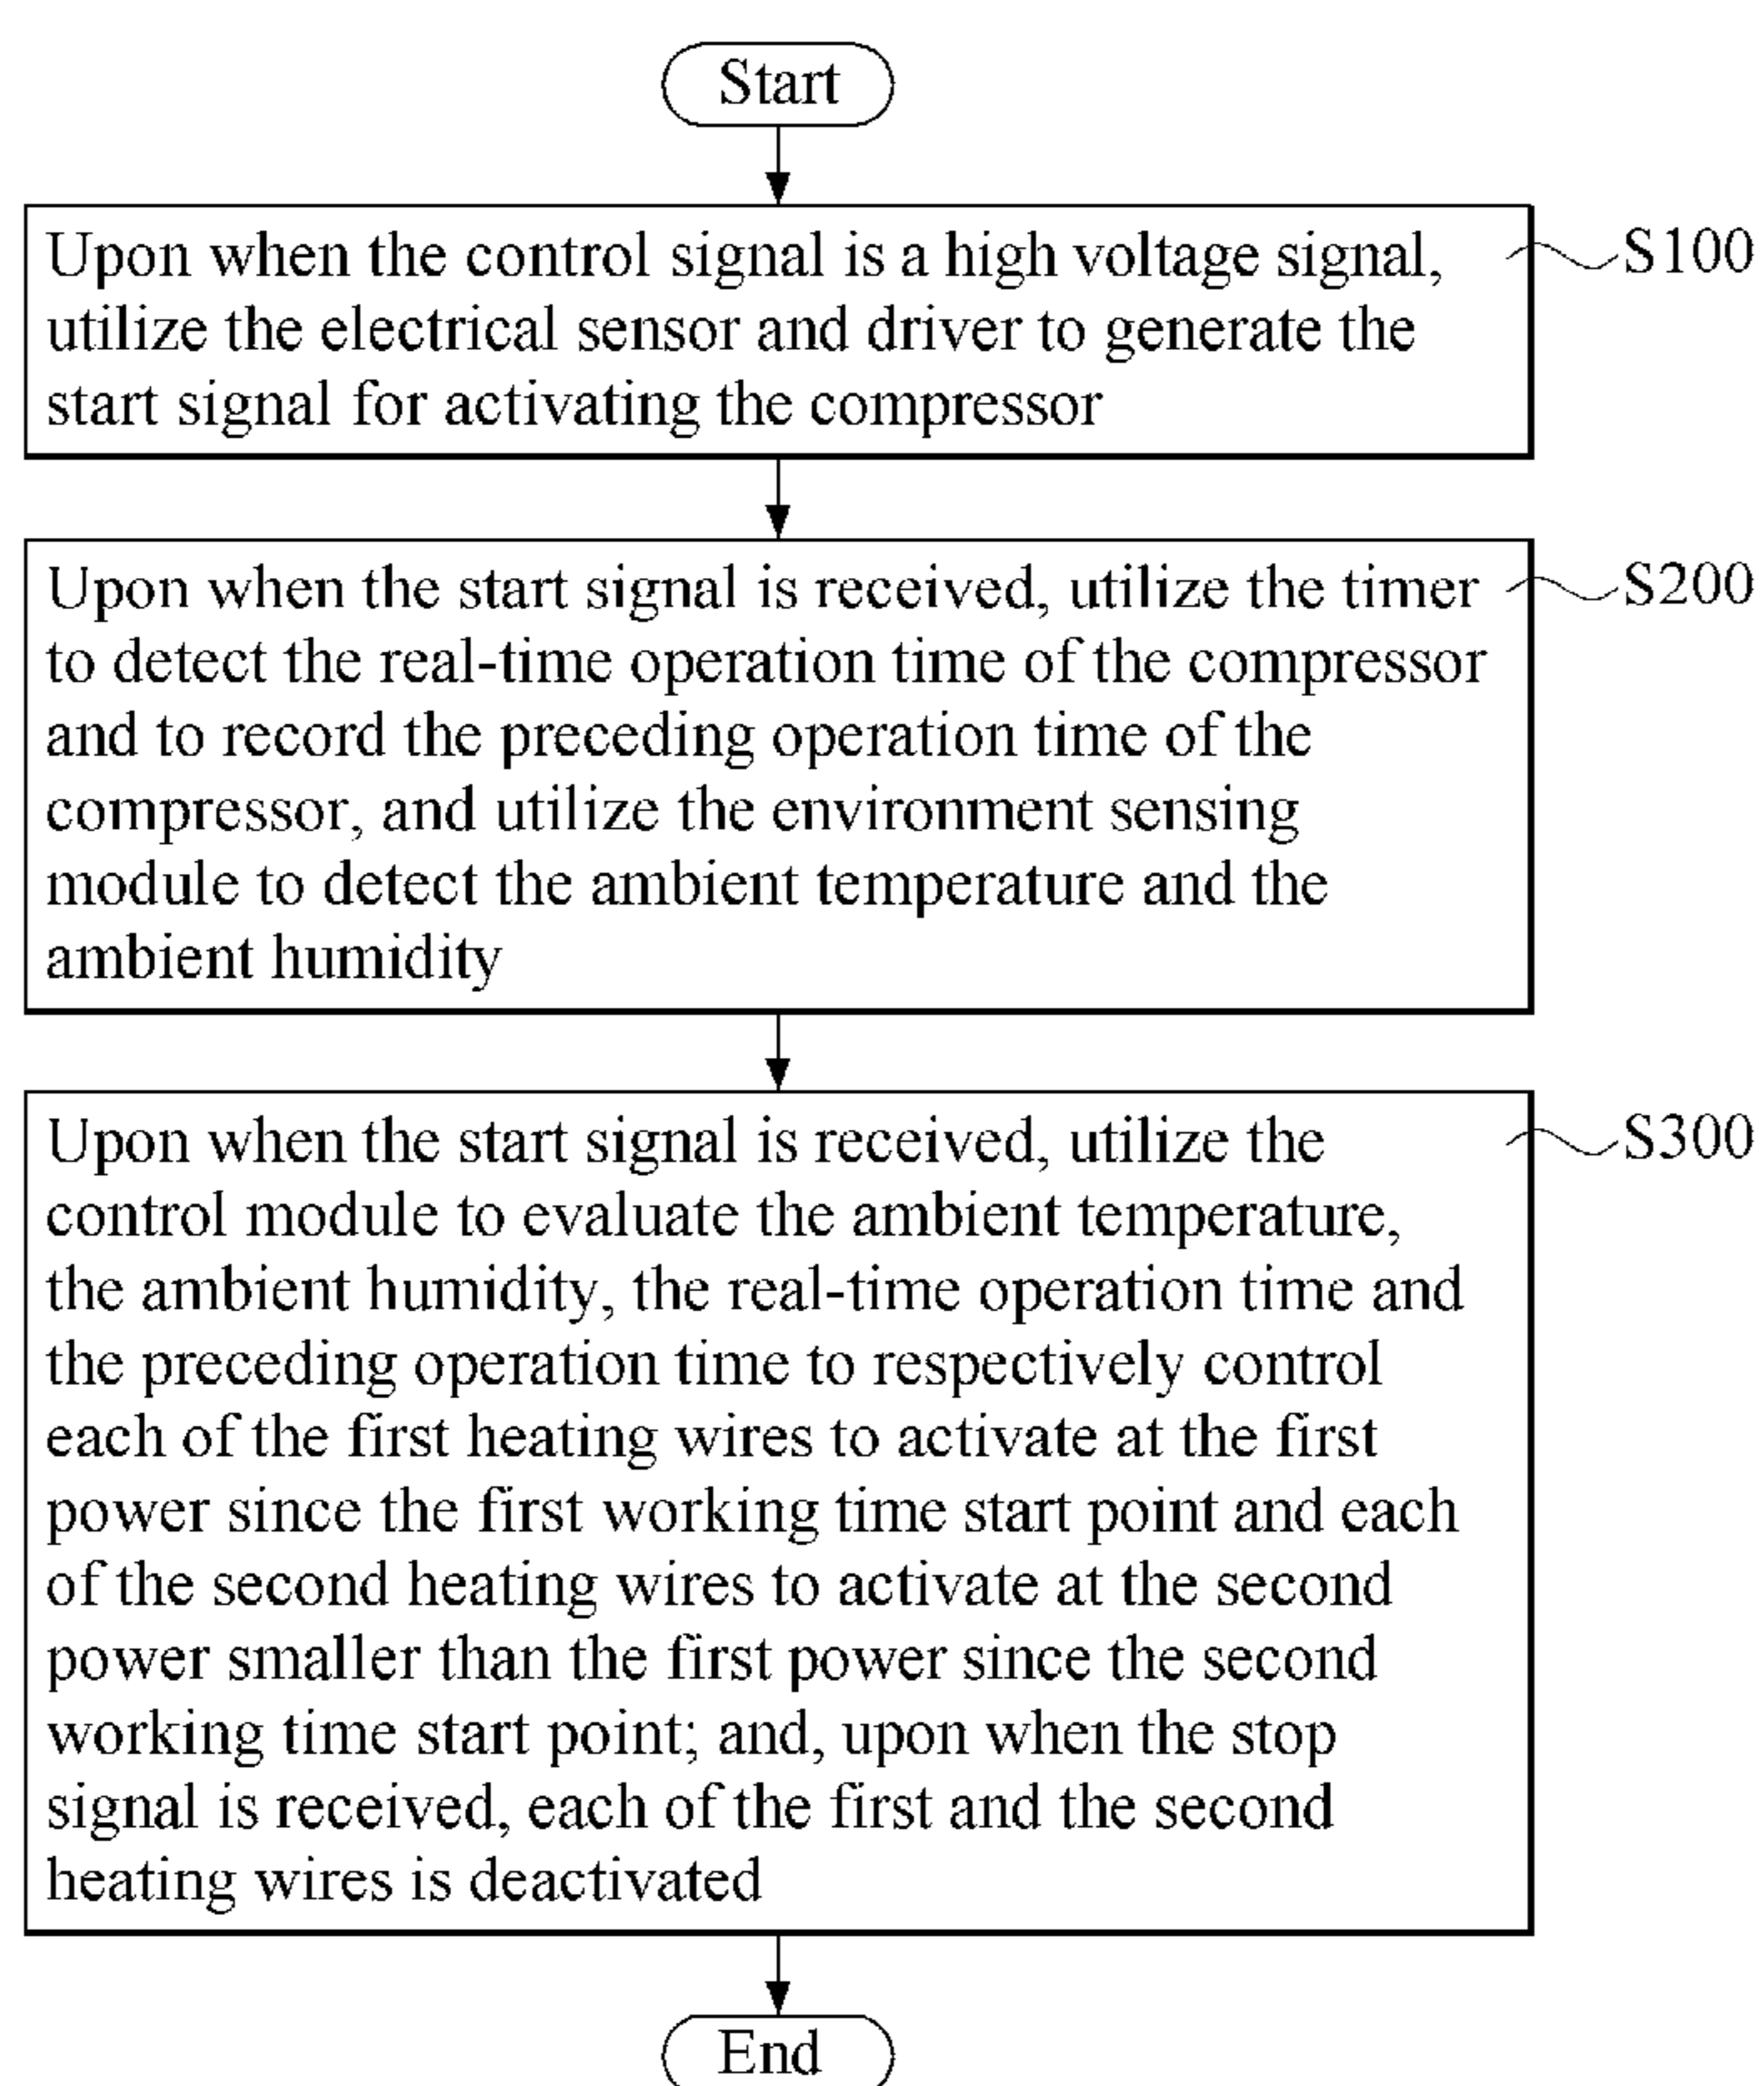 Start
Upon when the control signal is a high voltage signal,
utilize the electrical sensor and driver to generate the
start signal for activating the compressor
S100
Upon when the start signal is received, utilize the timer
to detect the real-time operation time of the compressor
and to record the preceding operation time of the
compressor, and utilize the environment sensing
module to detect the ambient temperature and the
ambient humidity
S200
Upon when the start signal is received, utilize the
control module to evaluate the ambient temperature,
the ambient humidity, the real-time operation time and
the preceding operation time to respectively control
each of the first heating wires to activate at the first
power since the first working time start point and each
of the second heating wires to activate at the second
power smaller than the first power since the second
working time start point; and, upon when the stop
signal is received, each of the first and the second
heating wires is deactivated
S300
End